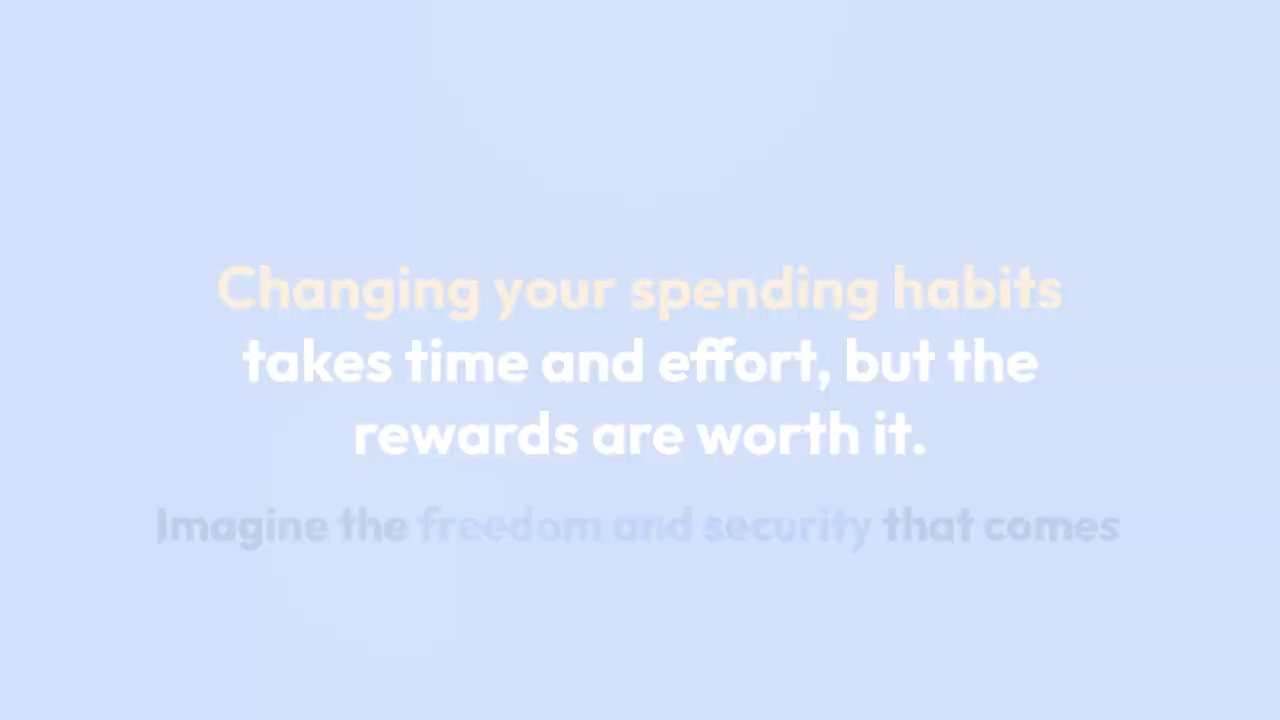 Changing your spending habits
takes time and effort, but the
rewards are worth it.
Imagine the freedom and security that comes